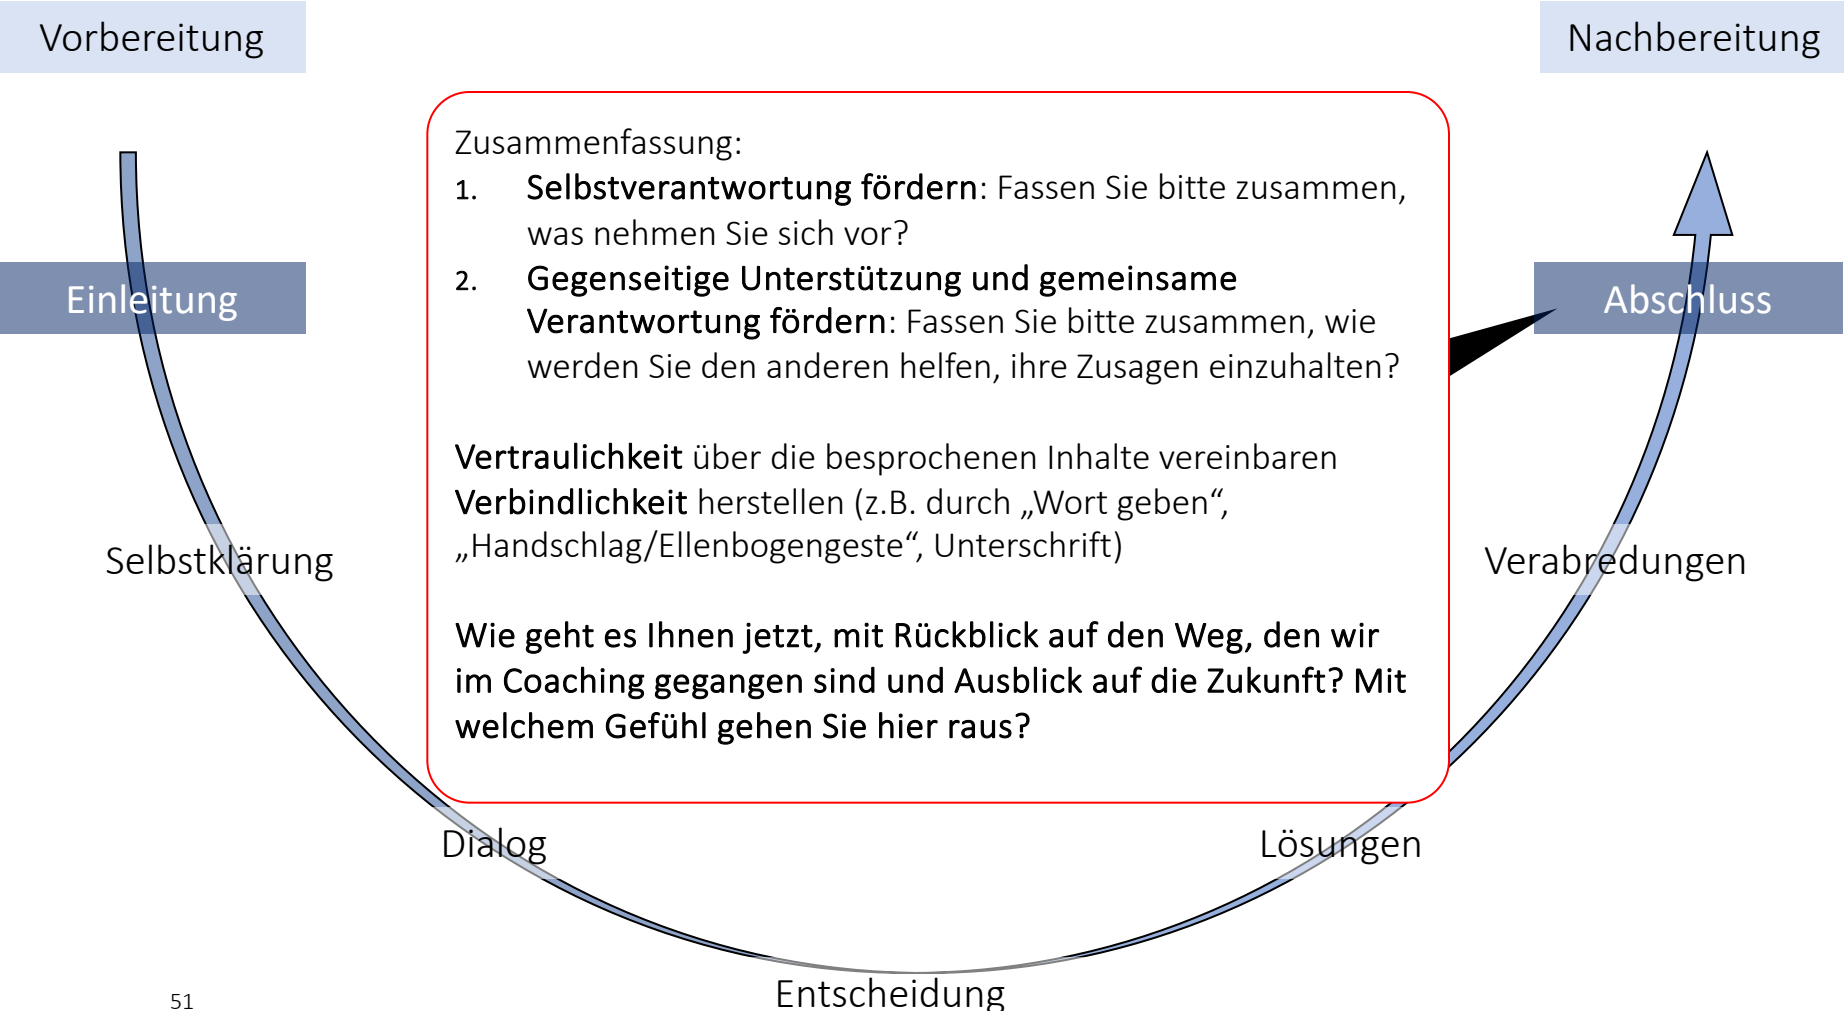 Vorbereitung
Nachbereitung
Zusammenfassung:
1. Selbstverantwortung fördern: Fassen Sie bitte zusammen,
was nehmen Sie sich vor?
2. Gegenseitige Unterstützung und gemeinsame
Verantwortung fördern: Fassen Sie bitte zusammen, wie
werden Sie den anderen helfen, ihre Zusagen einzuhalten?
Vertraulichkeit über die besprochenen Inhalte vereinbaren
Verbindlichkeit herstellen (z.B. durch „Wort geben“,
„Handschlag/Ellenbogengeste“, Unterschrift)
Wie geht es Ihnen jetzt, mit Rückblick auf den Weg, den wir
im Coaching gegangen sind und Ausblick auf die Zukunft? Mit
welchem Gefühl gehen Sie hier raus?
Einleitung
Abschluss
Selbstklärung
Verabredungen
Dialog
Lösungen
Entscheidung
51